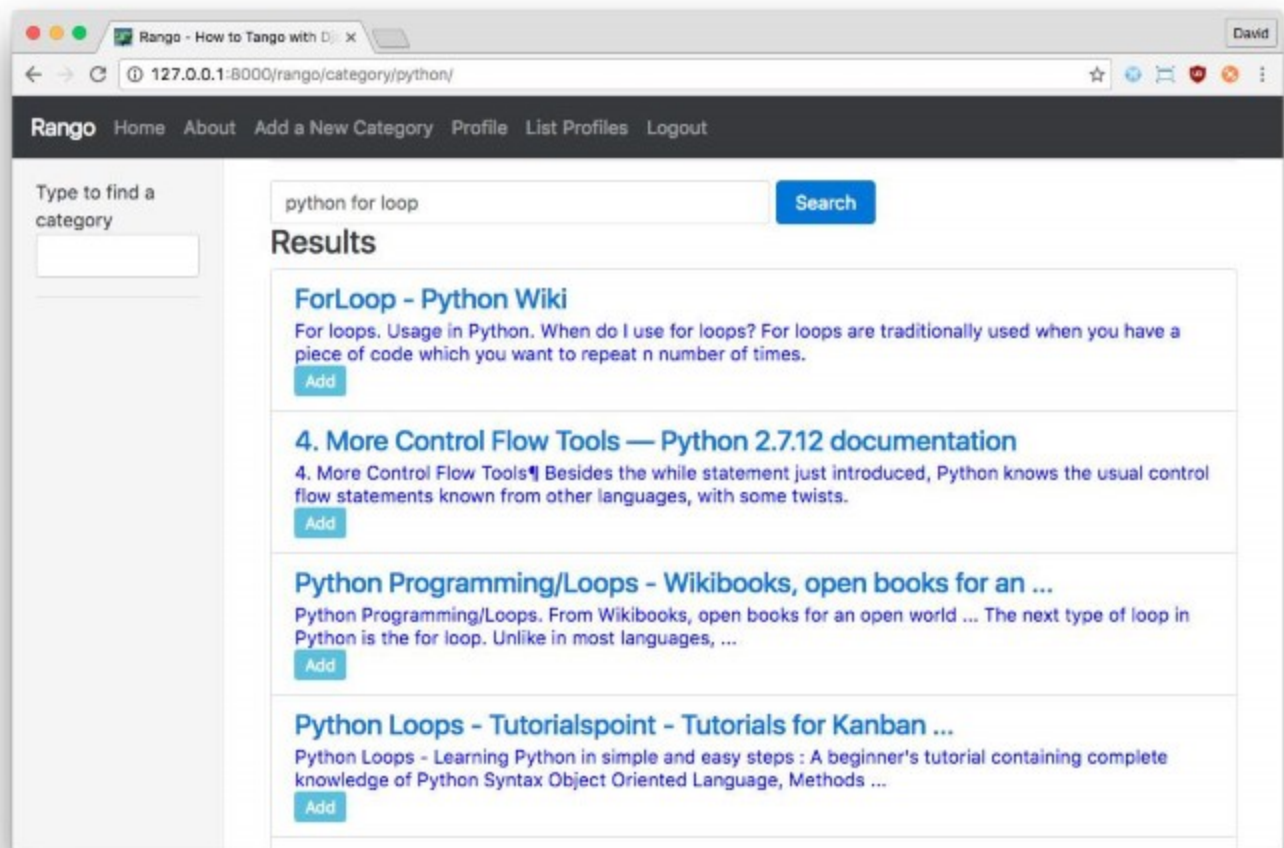 Rango - How to Tango with Dj
David
127.0.0.1:8000/rango/category/python/
Rango Home About Add a New Category Profile List Profiles Logout
Type to find a
category
python for loop
Search
Results
ForLoop - Python Wiki
For loops. Usage in Python. When do I use for loops? For loops are traditionally used when you have a
piece of code which you want to repeat n number of times.
Add
4. More Control Flow Tools — Python 2.7.12 documentation
4. More Control Flow Tools¶ Besides the while statement just introduced, Python knows the usual control
flow statements known from other languages, with some twists.
Add
Python Programming/Loops - Wikibooks, open books for an ...
Python Programming/Loops. From Wikibooks, open books for an open world ... The next type of loop in
Python is the for loop. Unlike in most languages, ...
Add
Python Loops - Tutorialspoint - Tutorials for Kanban ...
Python Loops - Learning Python in simple and easy steps : A beginner's tutorial containing complete
knowledge of Python Syntax Object Oriented Language, Methods ...
Add